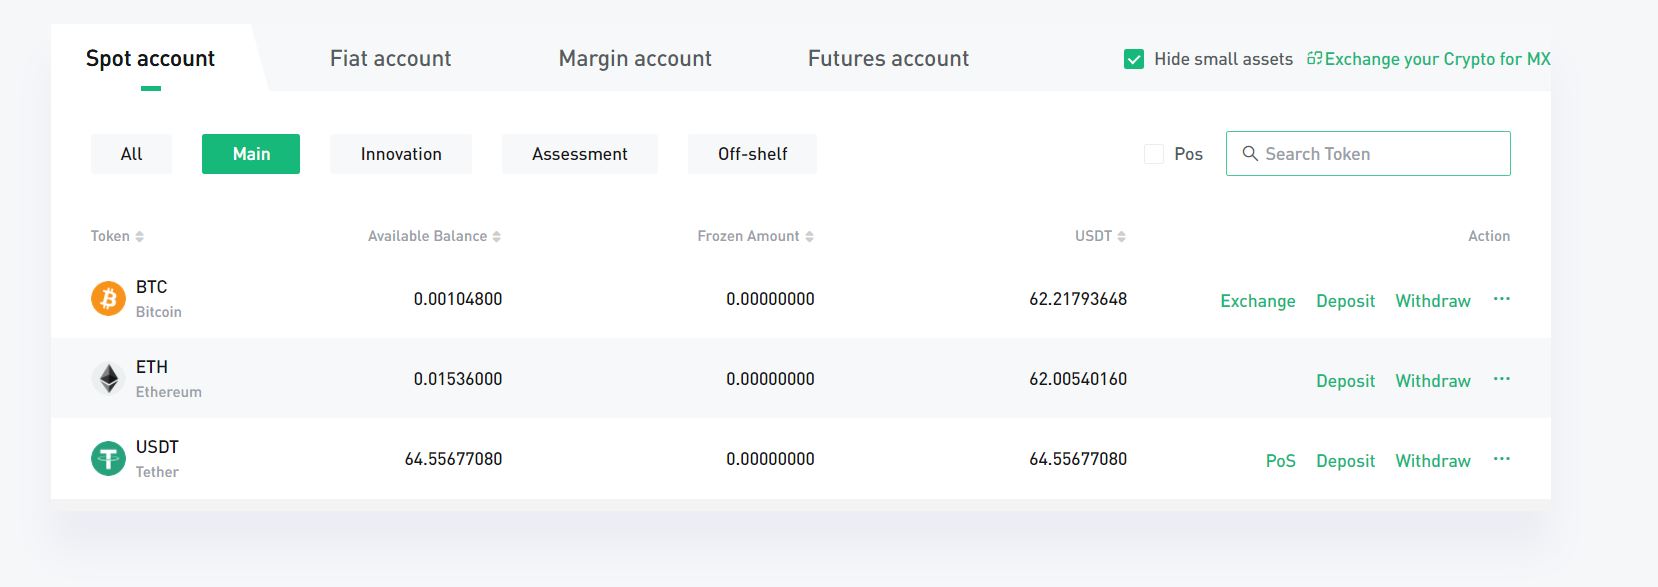 Spot account Fiat account Margin account Futures account Hide small assets Exchange your Crypto for MX
All Main Innovation Assessment Off-shelf Pos Search Token
Token Available Balance Frozen Amount USDT Action
BTC
Bitcoin
0.00104800 0.00000000 62.21793648 Exchange Deposit Withdraw ...
ETH
Ethereum
0.01536000 0.00000000 62.00540160 Deposit Withdraw ...
USDT
Tether
64.55677080 0.00000000 64.55677080 PoS Deposit Withdraw ...